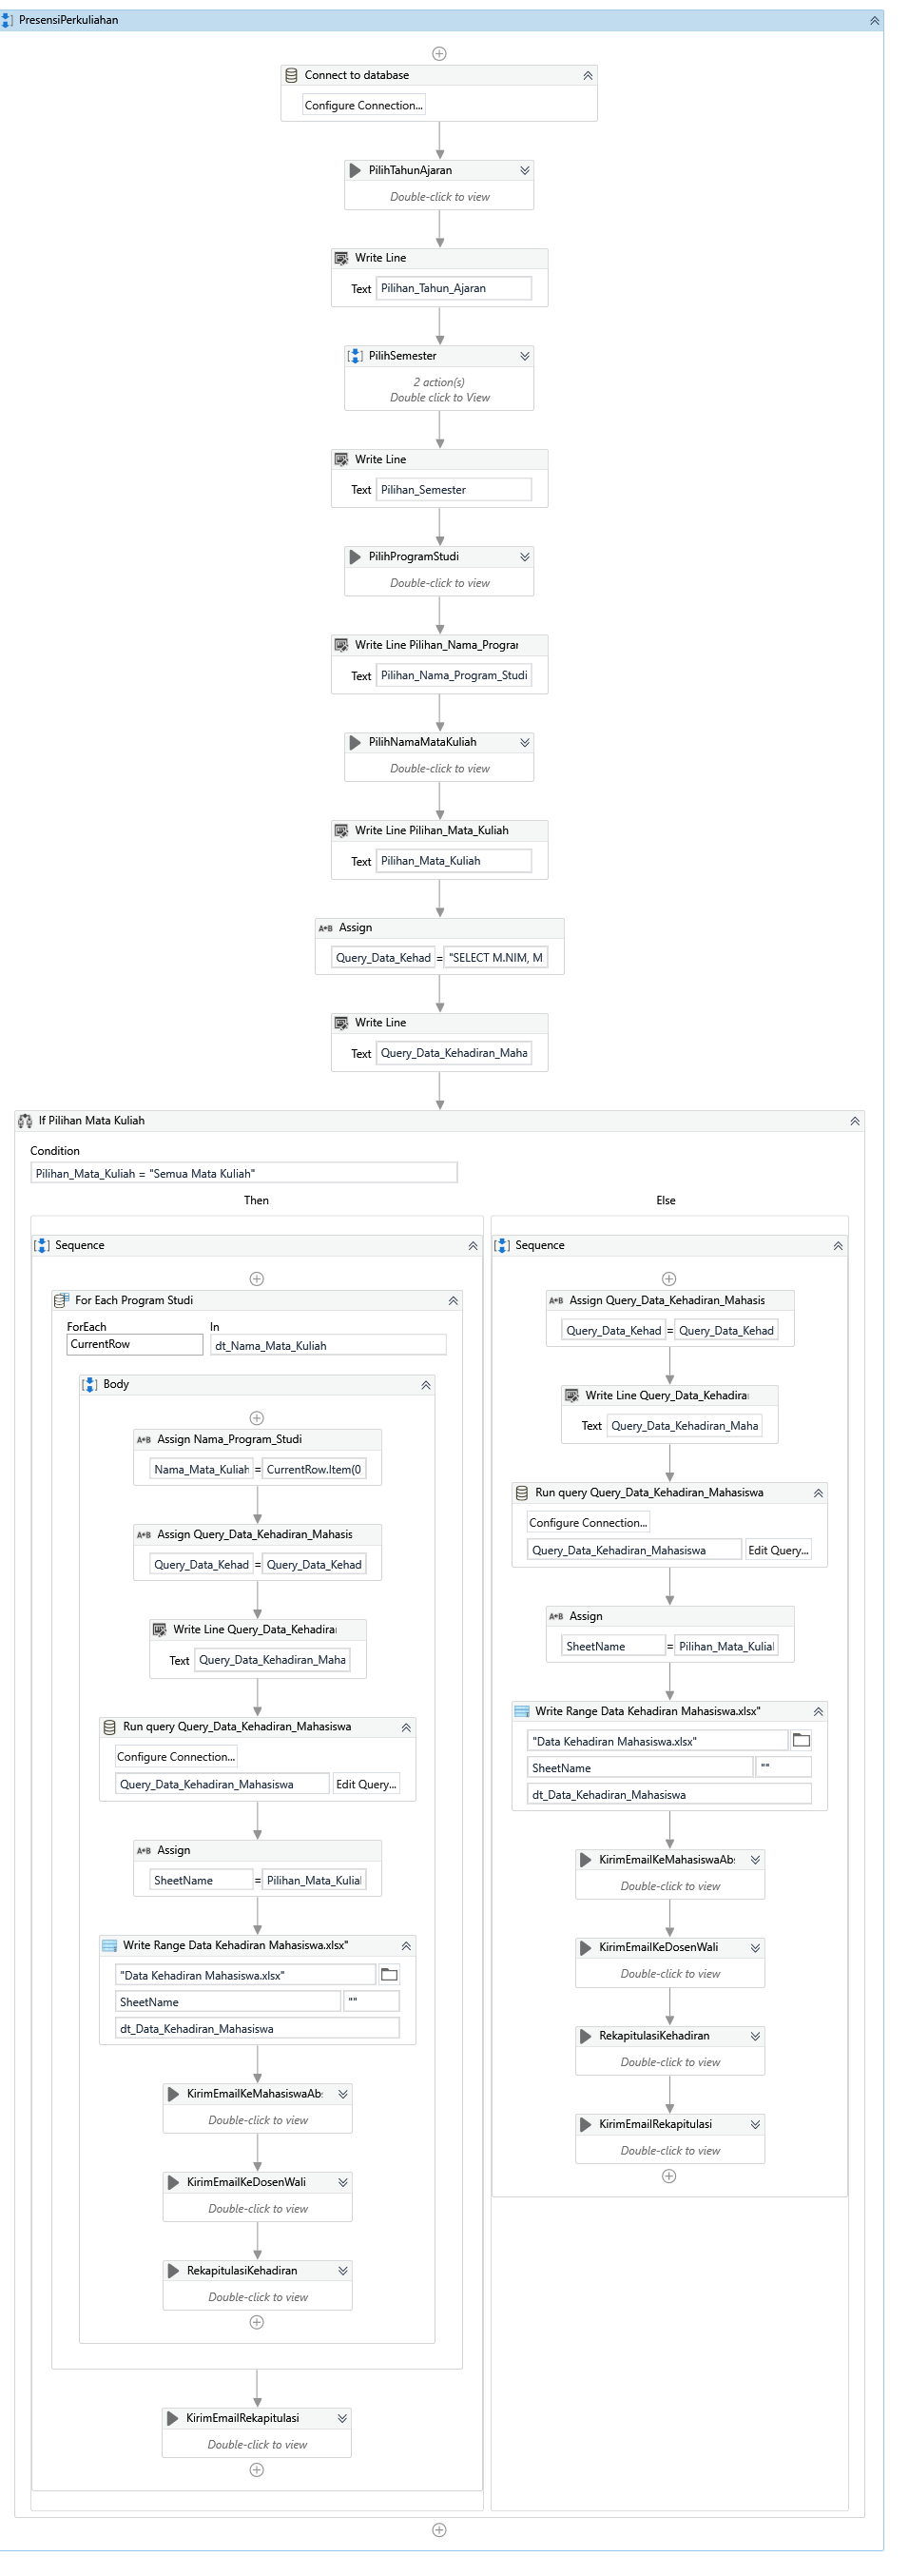 PresensiPerkuliahan
Connect to database
Configure Connection...
PilihTahunAjaran
Double-click to view
Write Line
Text Pilihan_Tahun_Ajaran
PilihSemester
2 action(s)
Double click to View
Write Line
Text Pilihan_Semester
PilihProgramStudi
Double-click to view
Write Line Pilihan_Nama_Progra
Text Pilihan_Nama_Program_Studi
PilihNamaMataKuliah
Double-click to view
Write Line Pilihan_Mata_Kuliah
Text Pilihan_Mata_Kuliah
A+B Assign
Query_Data_Kehad = "SELECT M.NIM, M
Write Line
Text Query_Data_Kehadiran_Maha
If Pilihan Mata Kuliah
Condition
Pilihan_Mata_Kuliah = "Semua Mata Kuliah"
Then
Sequence
For Each Program Studi
ForEach In
CurrentRow dt_Nama_Mata_Kuliah
Body
A+B Assign Nama_Program_Studi
Nama_Mata_Kuliah = CurrentRow.Item(0
A+B Assign Query_Data_Kehadiran_Mahasis
Query_Data_Kehad = Query_Data_Kehad
Write Line Query_Data_Kehadira
Text Query_Data_Kehadiran_Maha
Run query Query_Data_Kehadiran_Mahasiswa
Configure Connection...
Query_Data_Kehadiran_Mahasiswa Edit Query...
A+B Assign
SheetName = Pilihan_Mata_Kulia
Write Range Data Kehadiran Mahasiswa.xlsx"
"Data Kehadiran Mahasiswa.xlsx"
SheetName ""
dt_Data_Kehadiran_Mahasiswa
KirimEmailKeMahasiswaAb
Double-click to view
KirimEmailKeDosenWali
Double-click to view
RekapitulasiKehadiran
Double-click to view
KirimEmailRekapitulasi
Double-click to view
Else
Sequence
A+B Assign Query_Data_Kehadiran_Mahasis
Query_Data_Kehad = Query_Data_Kehad
Write Line Query_Data_Kehadira
Text Query_Data_Kehadiran_Maha
Run query Query_Data_Kehadiran_Mahasiswa
Configure Connection...
Query_Data_Kehadiran_Mahasiswa Edit Query...
A+B Assign
SheetName = Pilihan_Mata_Kulia
Write Range Data Kehadiran Mahasiswa.xlsx"
"Data Kehadiran Mahasiswa.xlsx"
SheetName ""
dt_Data_Kehadiran_Mahasiswa
KirimEmailKeMahasiswaAb
Double-click to view
KirimEmailKeDosenWali
Double-click to view
RekapitulasiKehadiran
Double-click to view
KirimEmailRekapitulasi
Double-click to view